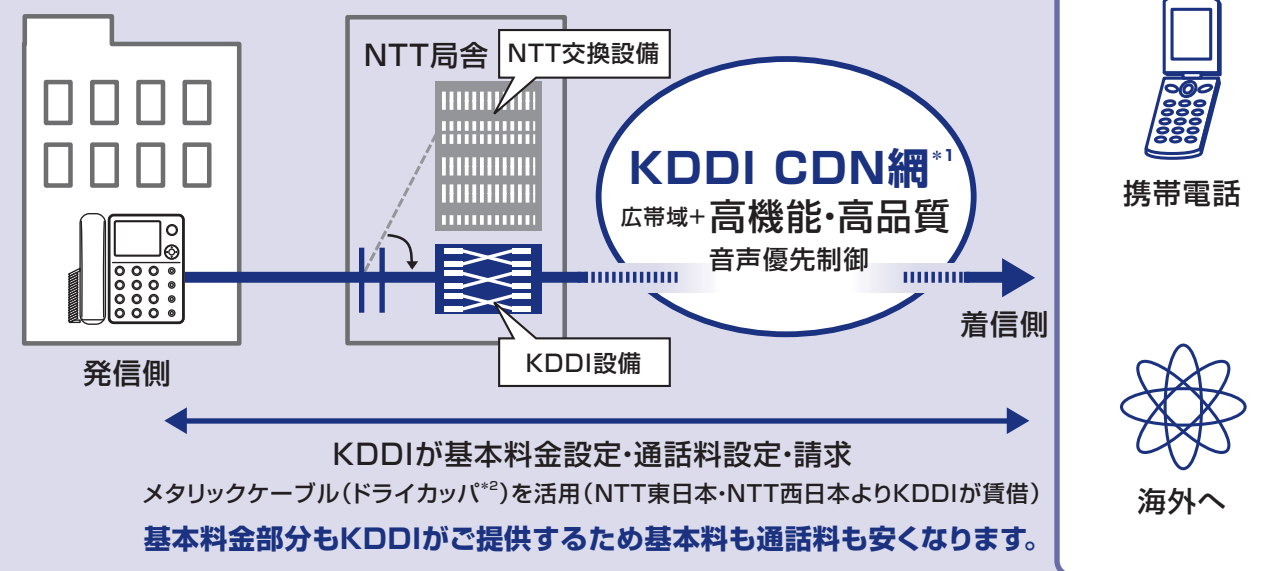 NTT局舎
NTT交換設備
KDDI CDN網*1
広帯域+高機能・高品質
音声優先制御
携帯電話
着信側
KDDI設備
発信側
KDDIが基本料金設定・通話料設定・請求
メタリックケーブル(ドライカッパ*2)を活用(NTT東日本・NTT西日本よりKDDIが賃借)
基本料金部分もKDDIがご提供するため基本料も通話料も安くなります。
海外へ